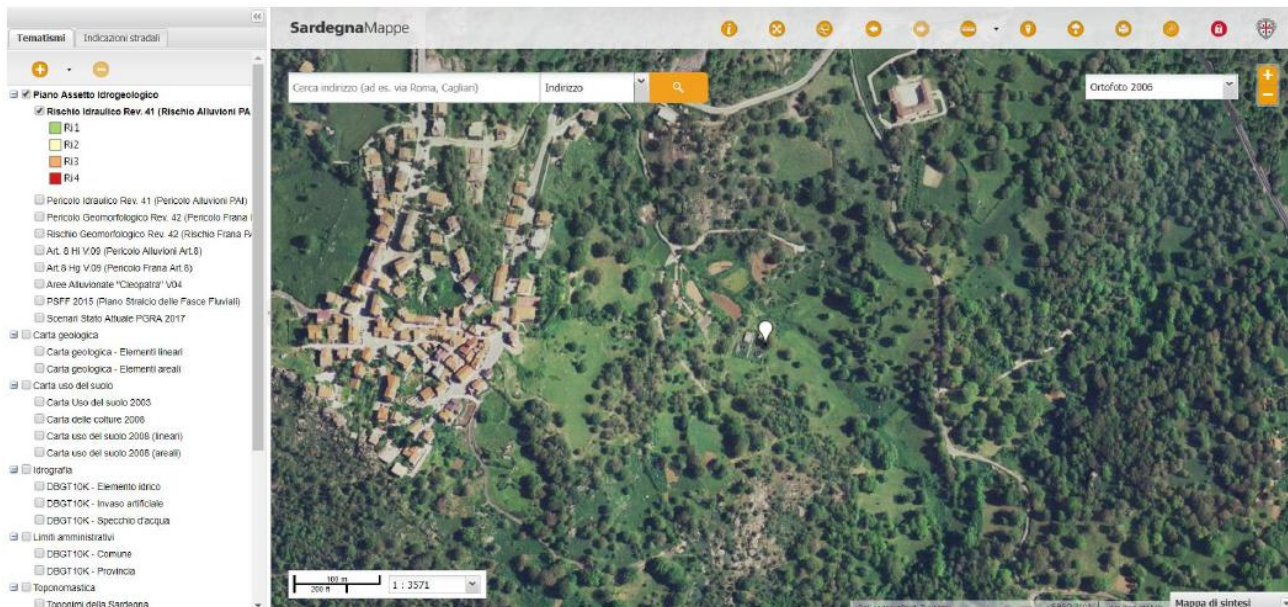 SardegnaMappe
Tematismi
Indicazioni stradali
Cerca indirizzo (ad es. via Roma, Cagliari)
Indirizzo
Ortofoto 2006
Piano Assetto Idrogeologico
Rischio Idraulico Rev. 41 (Rischio Alluvioni PA
Ri1
Ri2
Ri3
Ri4
Pericolo Idraulico Rev. 41 (Pericolo Alluvioni PAI)
Pericolo Geomorfologico Rev. 42 (Pericolo Frana
Rischio Geomorfologico Rev. 42 (Rischio Frana PA
Art. 8 Hi V.09 (Pericolo Alluvioni Art.8)
Art.8 Hg V.09 (Pericolo Frana Art.8)
Aree Alluvionate "Cleopatra" V04
PSFF 2015 (Piano Stralcio delle Fasce Fluviali)
Scenari Stato Attuale PGRA 2017
Carta geologica
Carta geologica - Elementi lineari
Carta geologica - Elementi areali
Carta uso del suolo
Carta Uso del suolo 2003
Carta delle colture 2008
Carta uso del suolo 2008 (lineari)
Carta uso del suolo 2008 (areali)
Idrografia
DBGT10K - Elemento idrico
DBGT10K - Invaso artificiale
DBGT10K - Specchio d'acqua
Limiti amministrativi
DBGT10K - Comune
DBGT10K - Provincia
Toponomastica
Toponimi della Sardegna
100 m
200 ft
1 : 3571
Mappa di sintesi